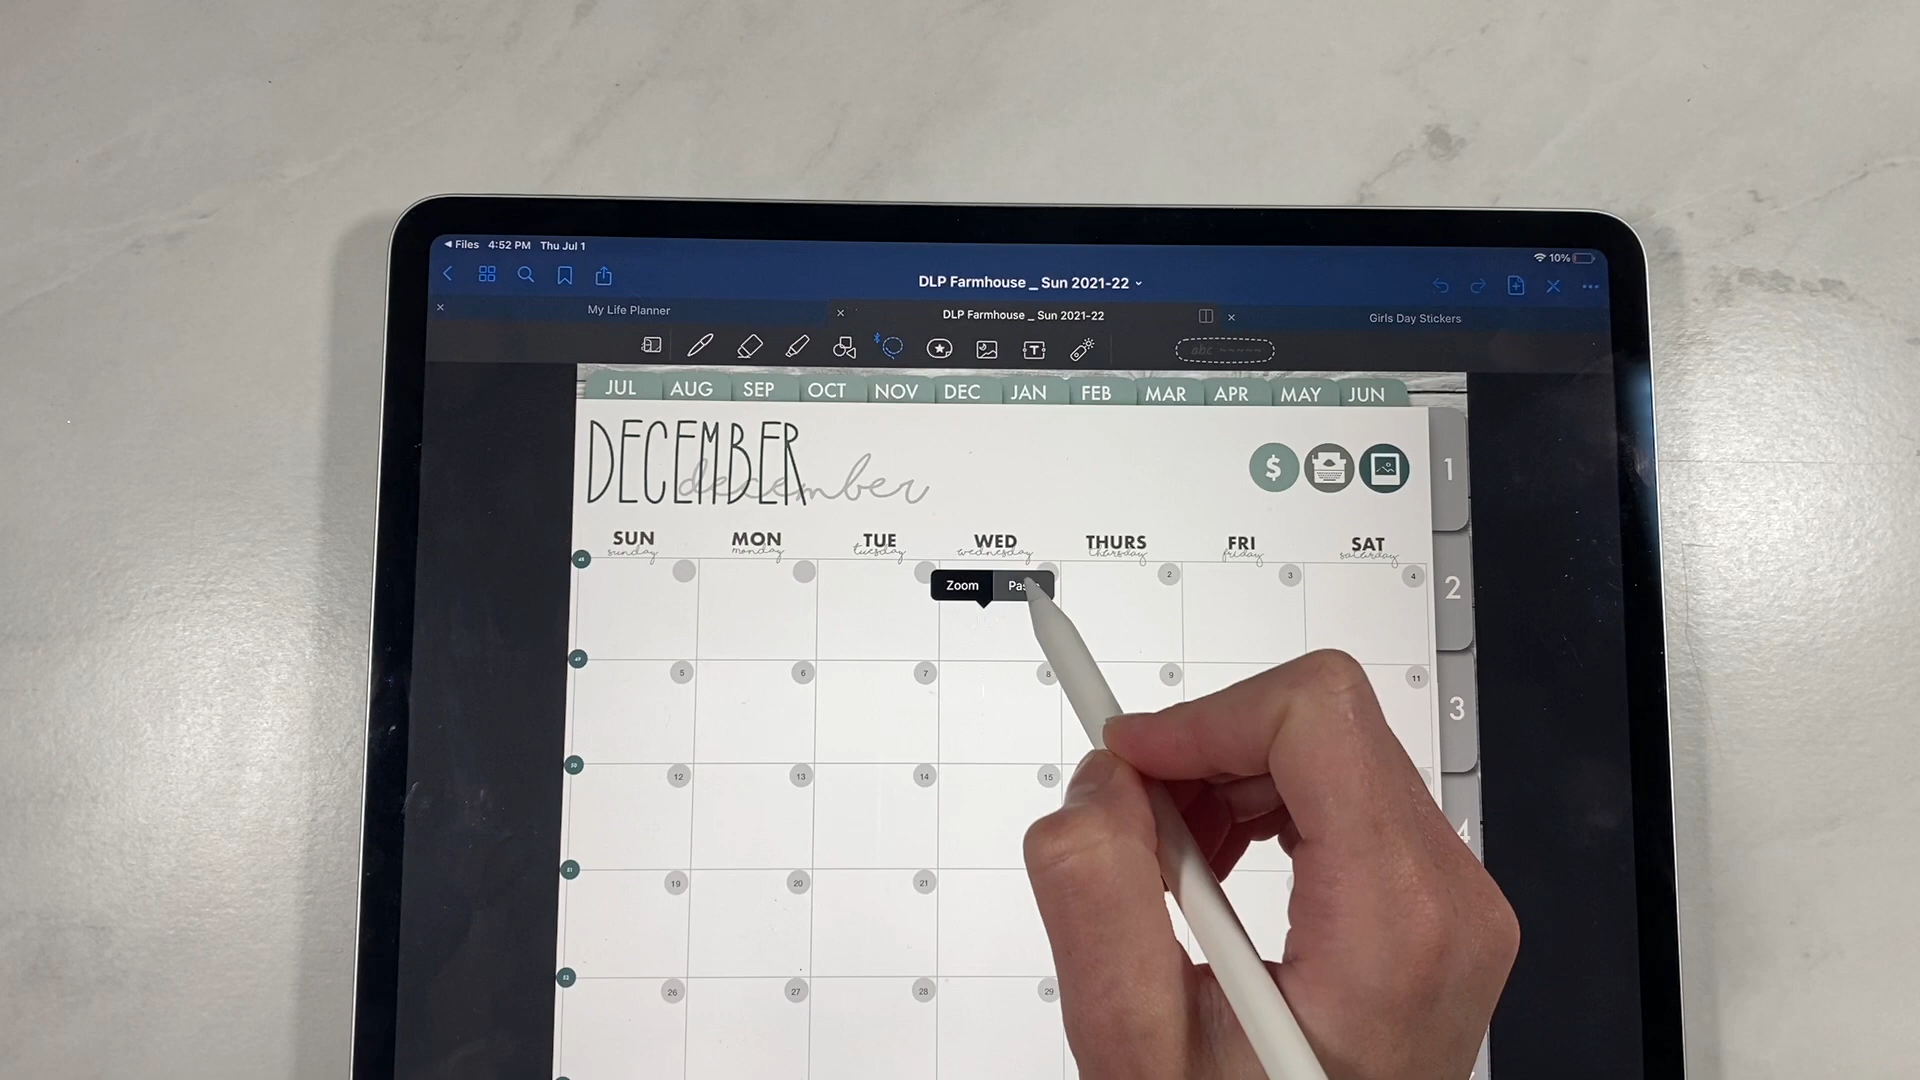 Files 4:52 PM Thu Jul 1
10%
DLP Farmhouse _ Sun 2021-22
My Life Planner
DLP Farmhouse _ Sun 2021-22
Girls Day Stickers
abc
T
JUL AUG SEP OCT NOV DEC JAN FEB MAR APR MAY JUN
DECEMBER
december
$
1
SUN MON TUE WED THURS FRI SAT
sunday monday tuesday wednesday thursday friday saturday
Zoom
2 3 4
2
5 6 7 8 9 11
3
12 13 14 15
4
19 20 21
26 27 28 29